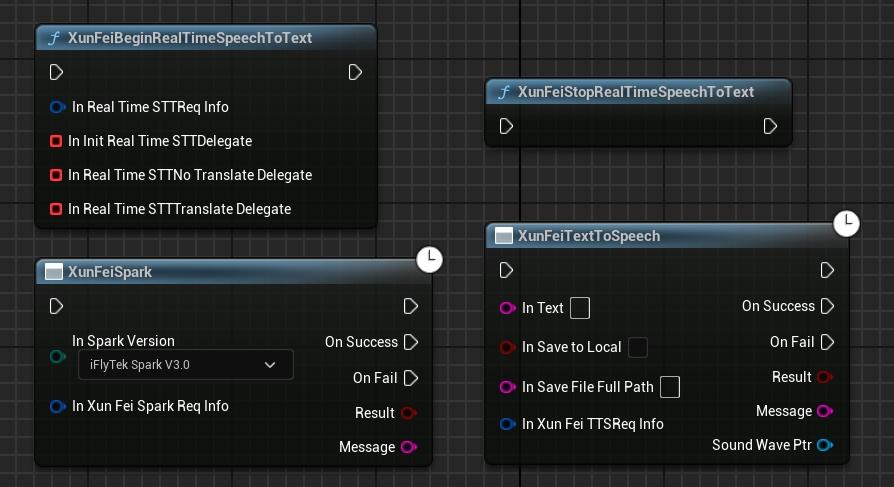 XunFeiBeginRealTimeSpeechToText
In Real Time STTReq Info
In Init Real Time STTDelegate
In Real Time STTNo Translate Delegate
In Real Time STTTranslate Delegate
XunFeiStopRealTimeSpeechToText
XunFeiSpark
In Spark Version
iFlyTek Spark V3.0
In Xun Fei Spark Req Info
On Success
On Fail
Result
Message
XunFeiTextToSpeech
In Text
In Save to Local
In Save File Full Path
In Xun Fei TTSReq Info
On Success
On Fail
Result
Message
Sound Wave Ptr